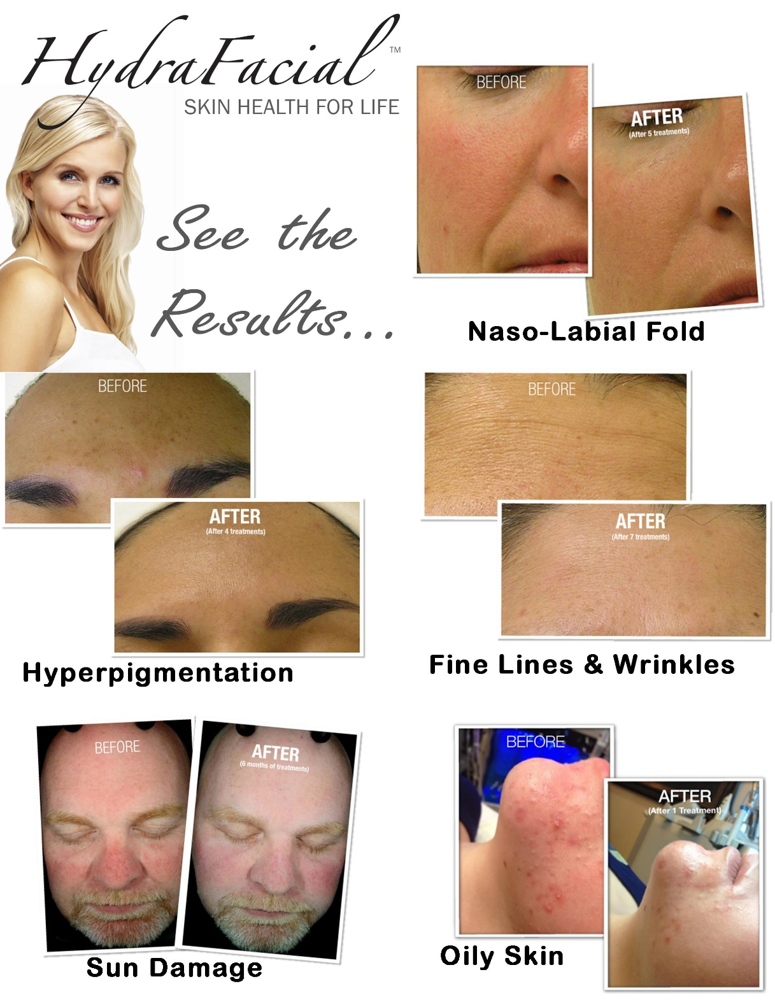 HydraFacial™
SKIN HEALTH FOR LIFE
See the
Results...
BEFORE
AFTER
(After 5 treatments)
Naso-Labial Fold
BEFORE
AFTER
(After 4 treatments)
Hyperpigmentation
BEFORE
AFTER
(After 7 treatments)
Fine Lines & Wrinkles
BEFORE
AFTER
(6 months of treatments)
Sun Damage
BEFORE
AFTER
(After 1 Treatment)
Oily Skin